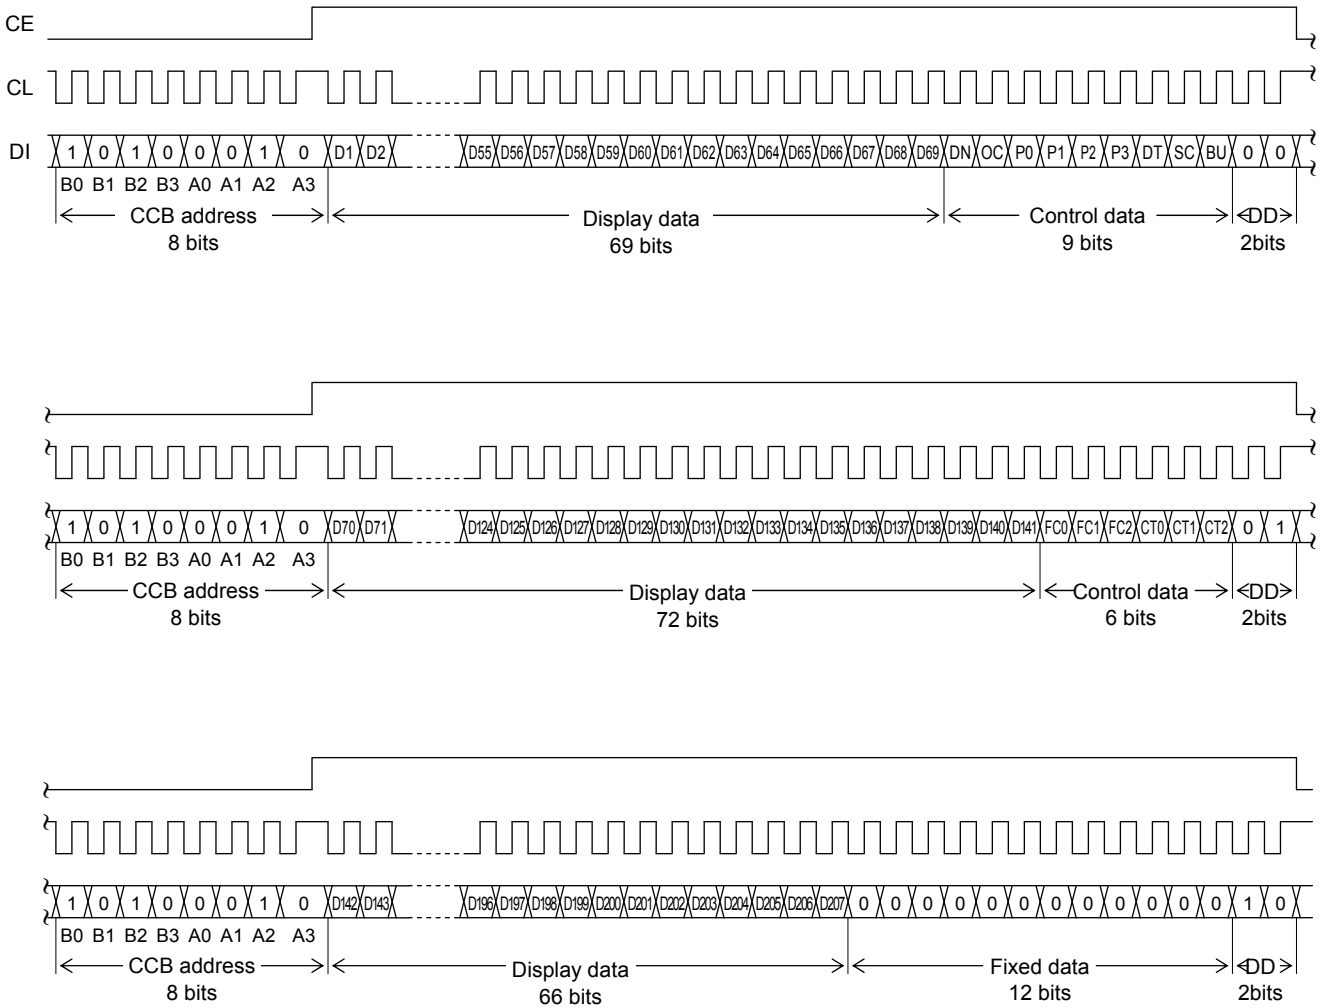 CE
CL
DI 1 0 1 0 0 0 1 0 D1 D2 D55 D56 D57 D58 D59 D60 D61 D62 D63 D64 D65 D66 D67 D68 D69 DN OC P0 P1 P2 P3 DT SC BU 0 0
B0 B1 B2 B3 A0 A1 A2 A3
CCB address Display data Control data DD
8 bits 69 bits 9 bits 2bits
1 0 1 0 0 0 1 0 D70 D71 D124 D125 D126 D127 D128 D129 D130 D131 D132 D133 D134 D135 D136 D137 D138 D139 D140 D141 FC0 FC1 FC2 CT0 CT1 CT2 0 1
B0 B1 B2 B3 A0 A1 A2 A3
CCB address Display data Control data DD
8 bits 72 bits 6 bits 2bits
1 0 1 0 0 0 1 0 D142 D143 D196 D197 D198 D199 D200 D201 D202 D203 D204 D205 D206 D207 0 0 0 0 0 0 0 0 0 0 0 0 1 0
B0 B1 B2 B3 A0 A1 A2 A3
CCB address Display data Fixed data DD
8 bits 66 bits 12 bits 2bits